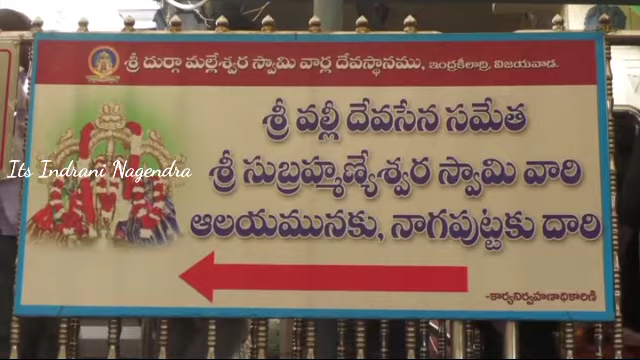 శ్రీ దుర్గా మల్లేశ్వర స్వామి వార్ల దేవస్థానము, ఇంద్రకీలాద్రి, విజయవాడ.
శ్రీ వల్లీ దేవసేన సమేత
శ్రీ సుబ్రహ్మణ్యేశ్వర స్వామి వారి
ఆలయమునకు, నాగపుట్టకు దారి
-కార్యనిర్వహణాధికారిణి
Its Indrani Nagendra